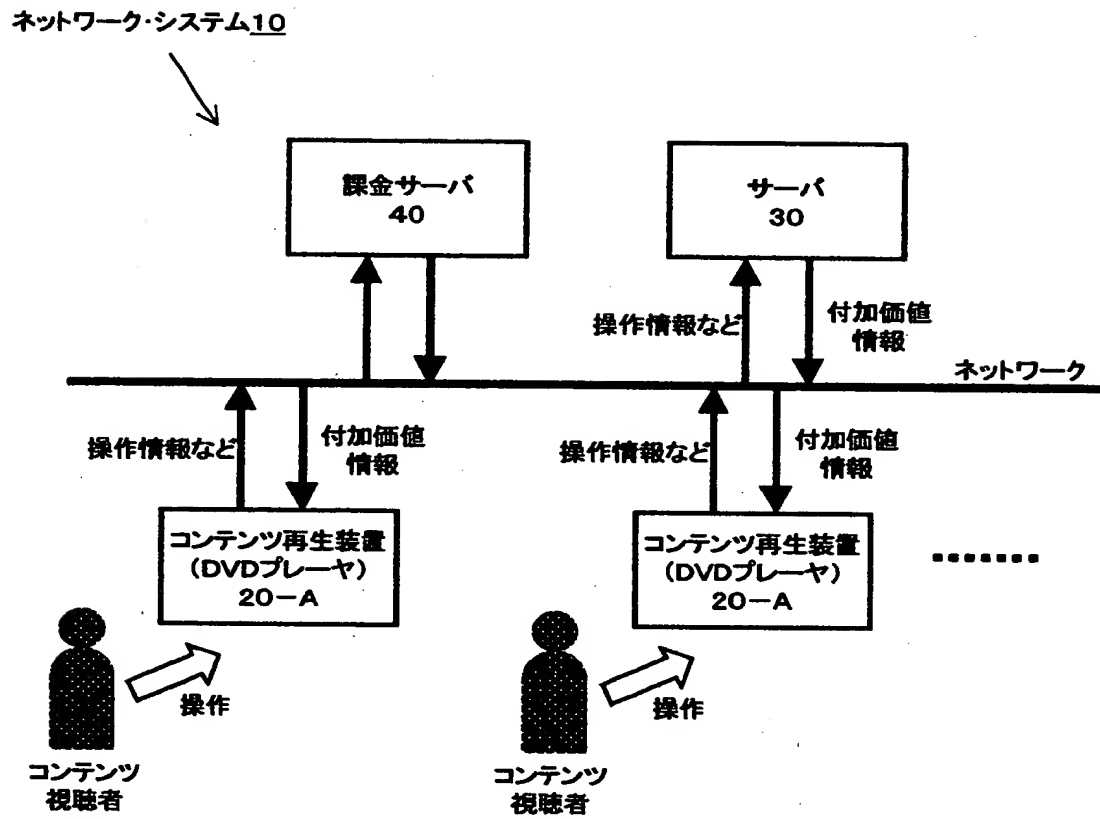 ネットワーク・システム10
課金サーバ
40
サーバ
30
操作情報など
付加価値
情報
ネットワーク
操作情報など
付加価値
情報
操作情報など
付加価値
情報
コンテンツ再生装置
(DVDプレーヤ)
20-A
コンテンツ再生装置
(DVDプレーヤ)
20-A
操作
操作
コンテンツ
視聴者
コンテンツ
視聴者